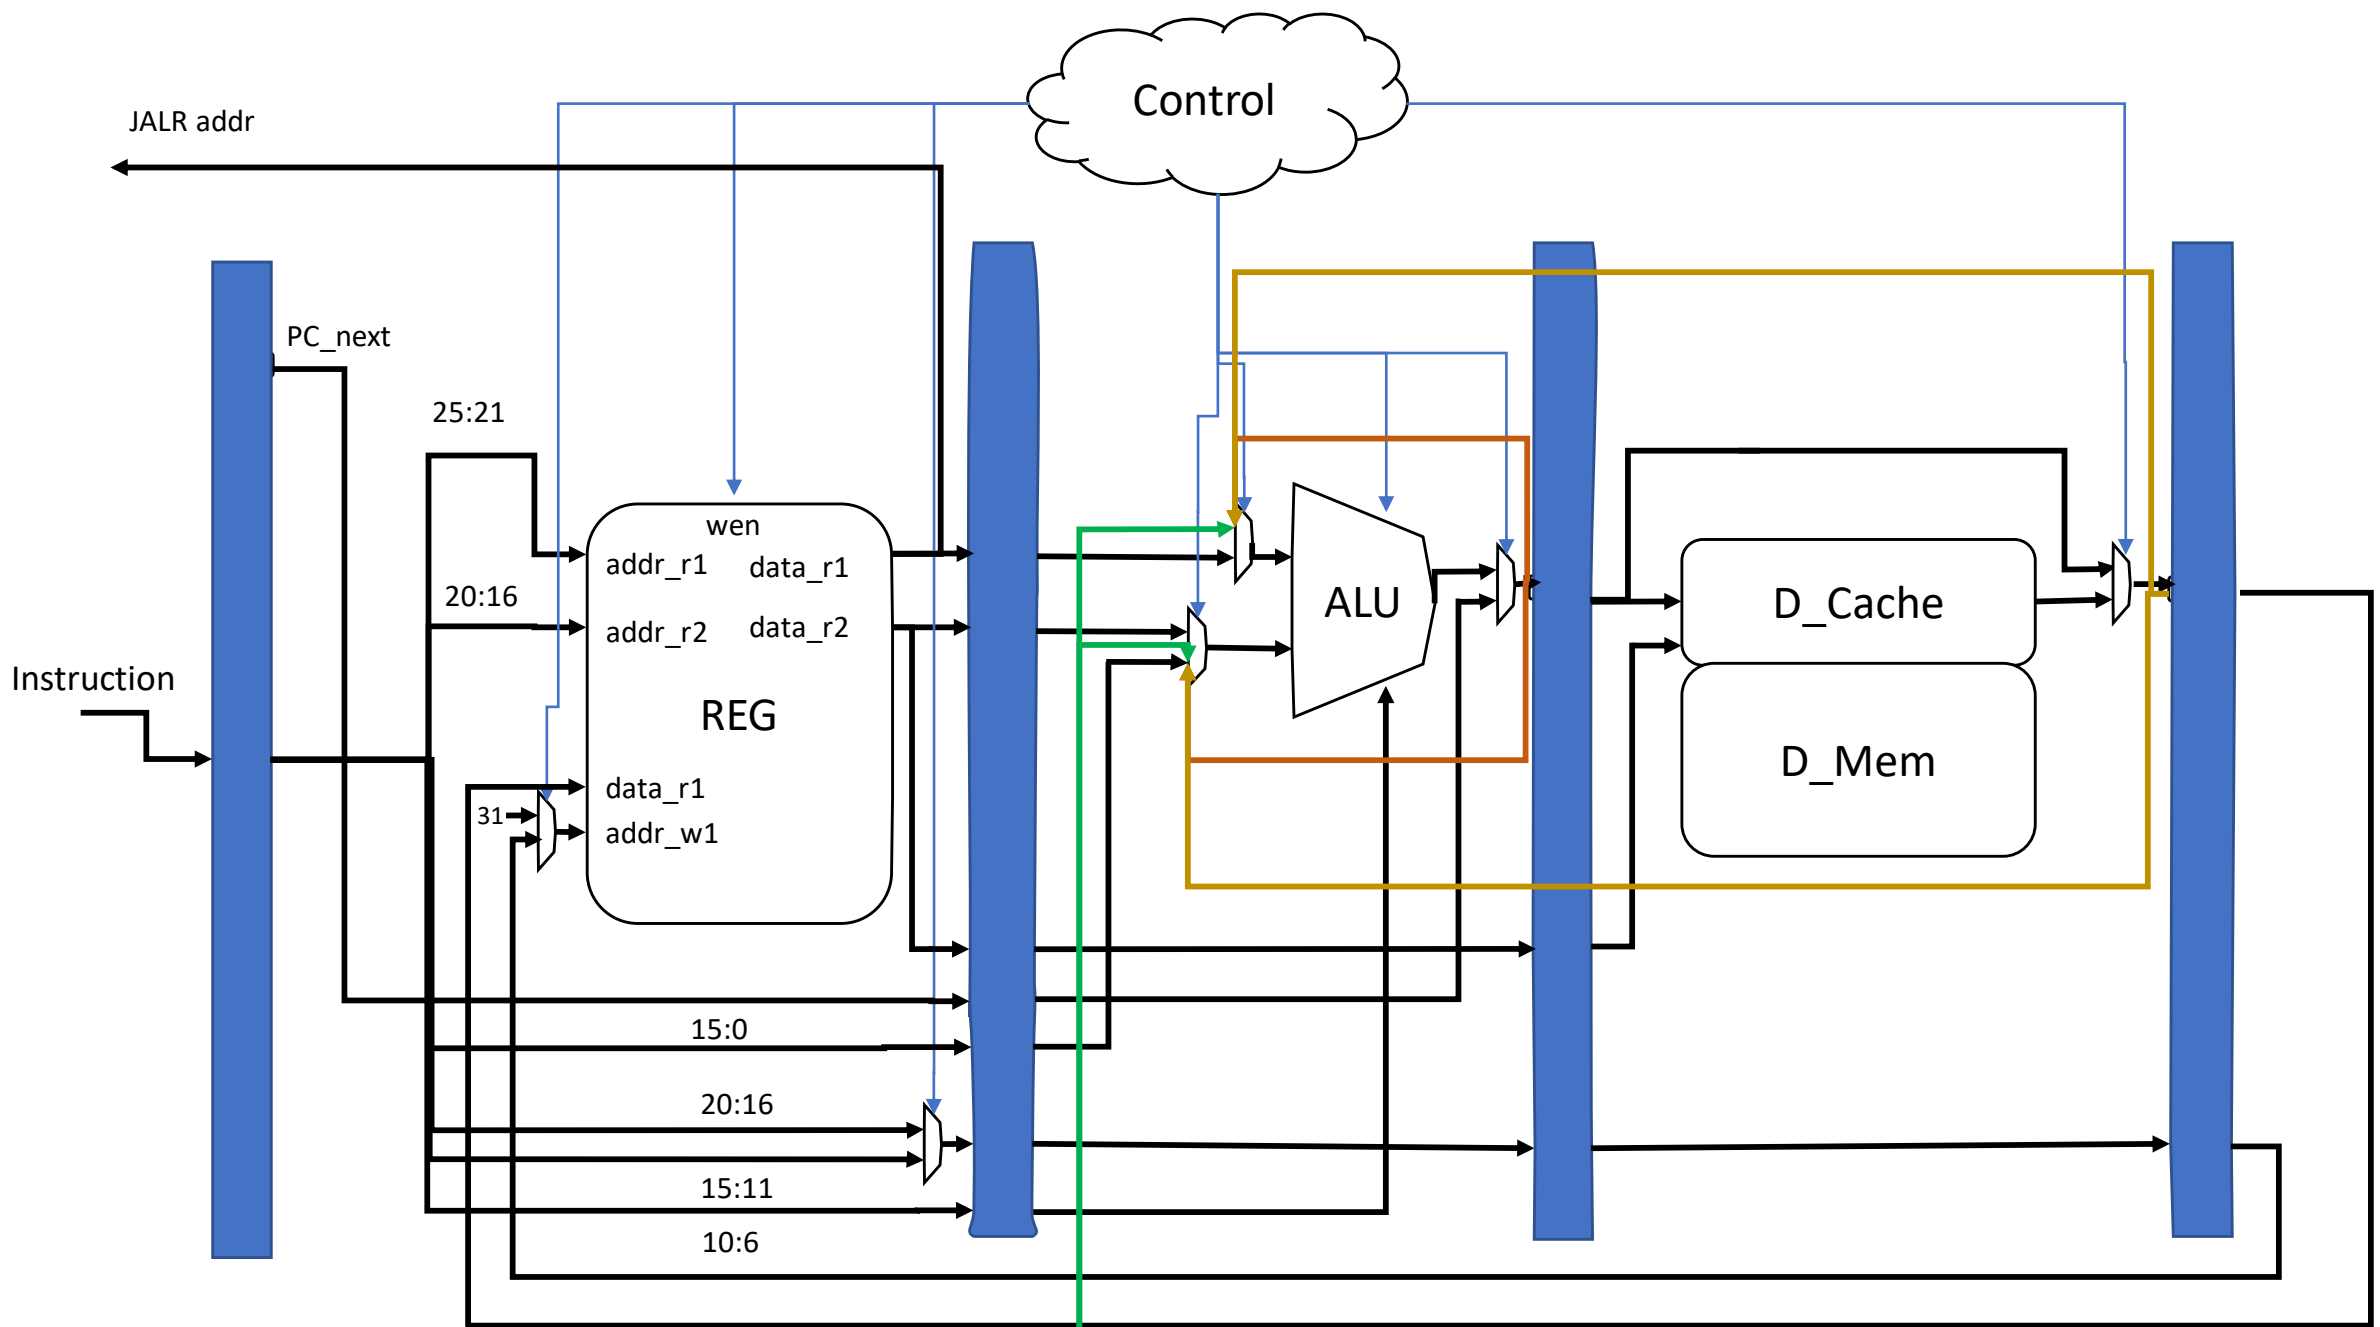 Control
JALR addr
PC_next
25:21
wen
addr_r1
data_r1
20:16
addr_r2
data_r2
ALU
D_Cache
Instruction
REG
D_Mem
data_r1
31
addr_w1
15:0
20:16
15:11
10:6